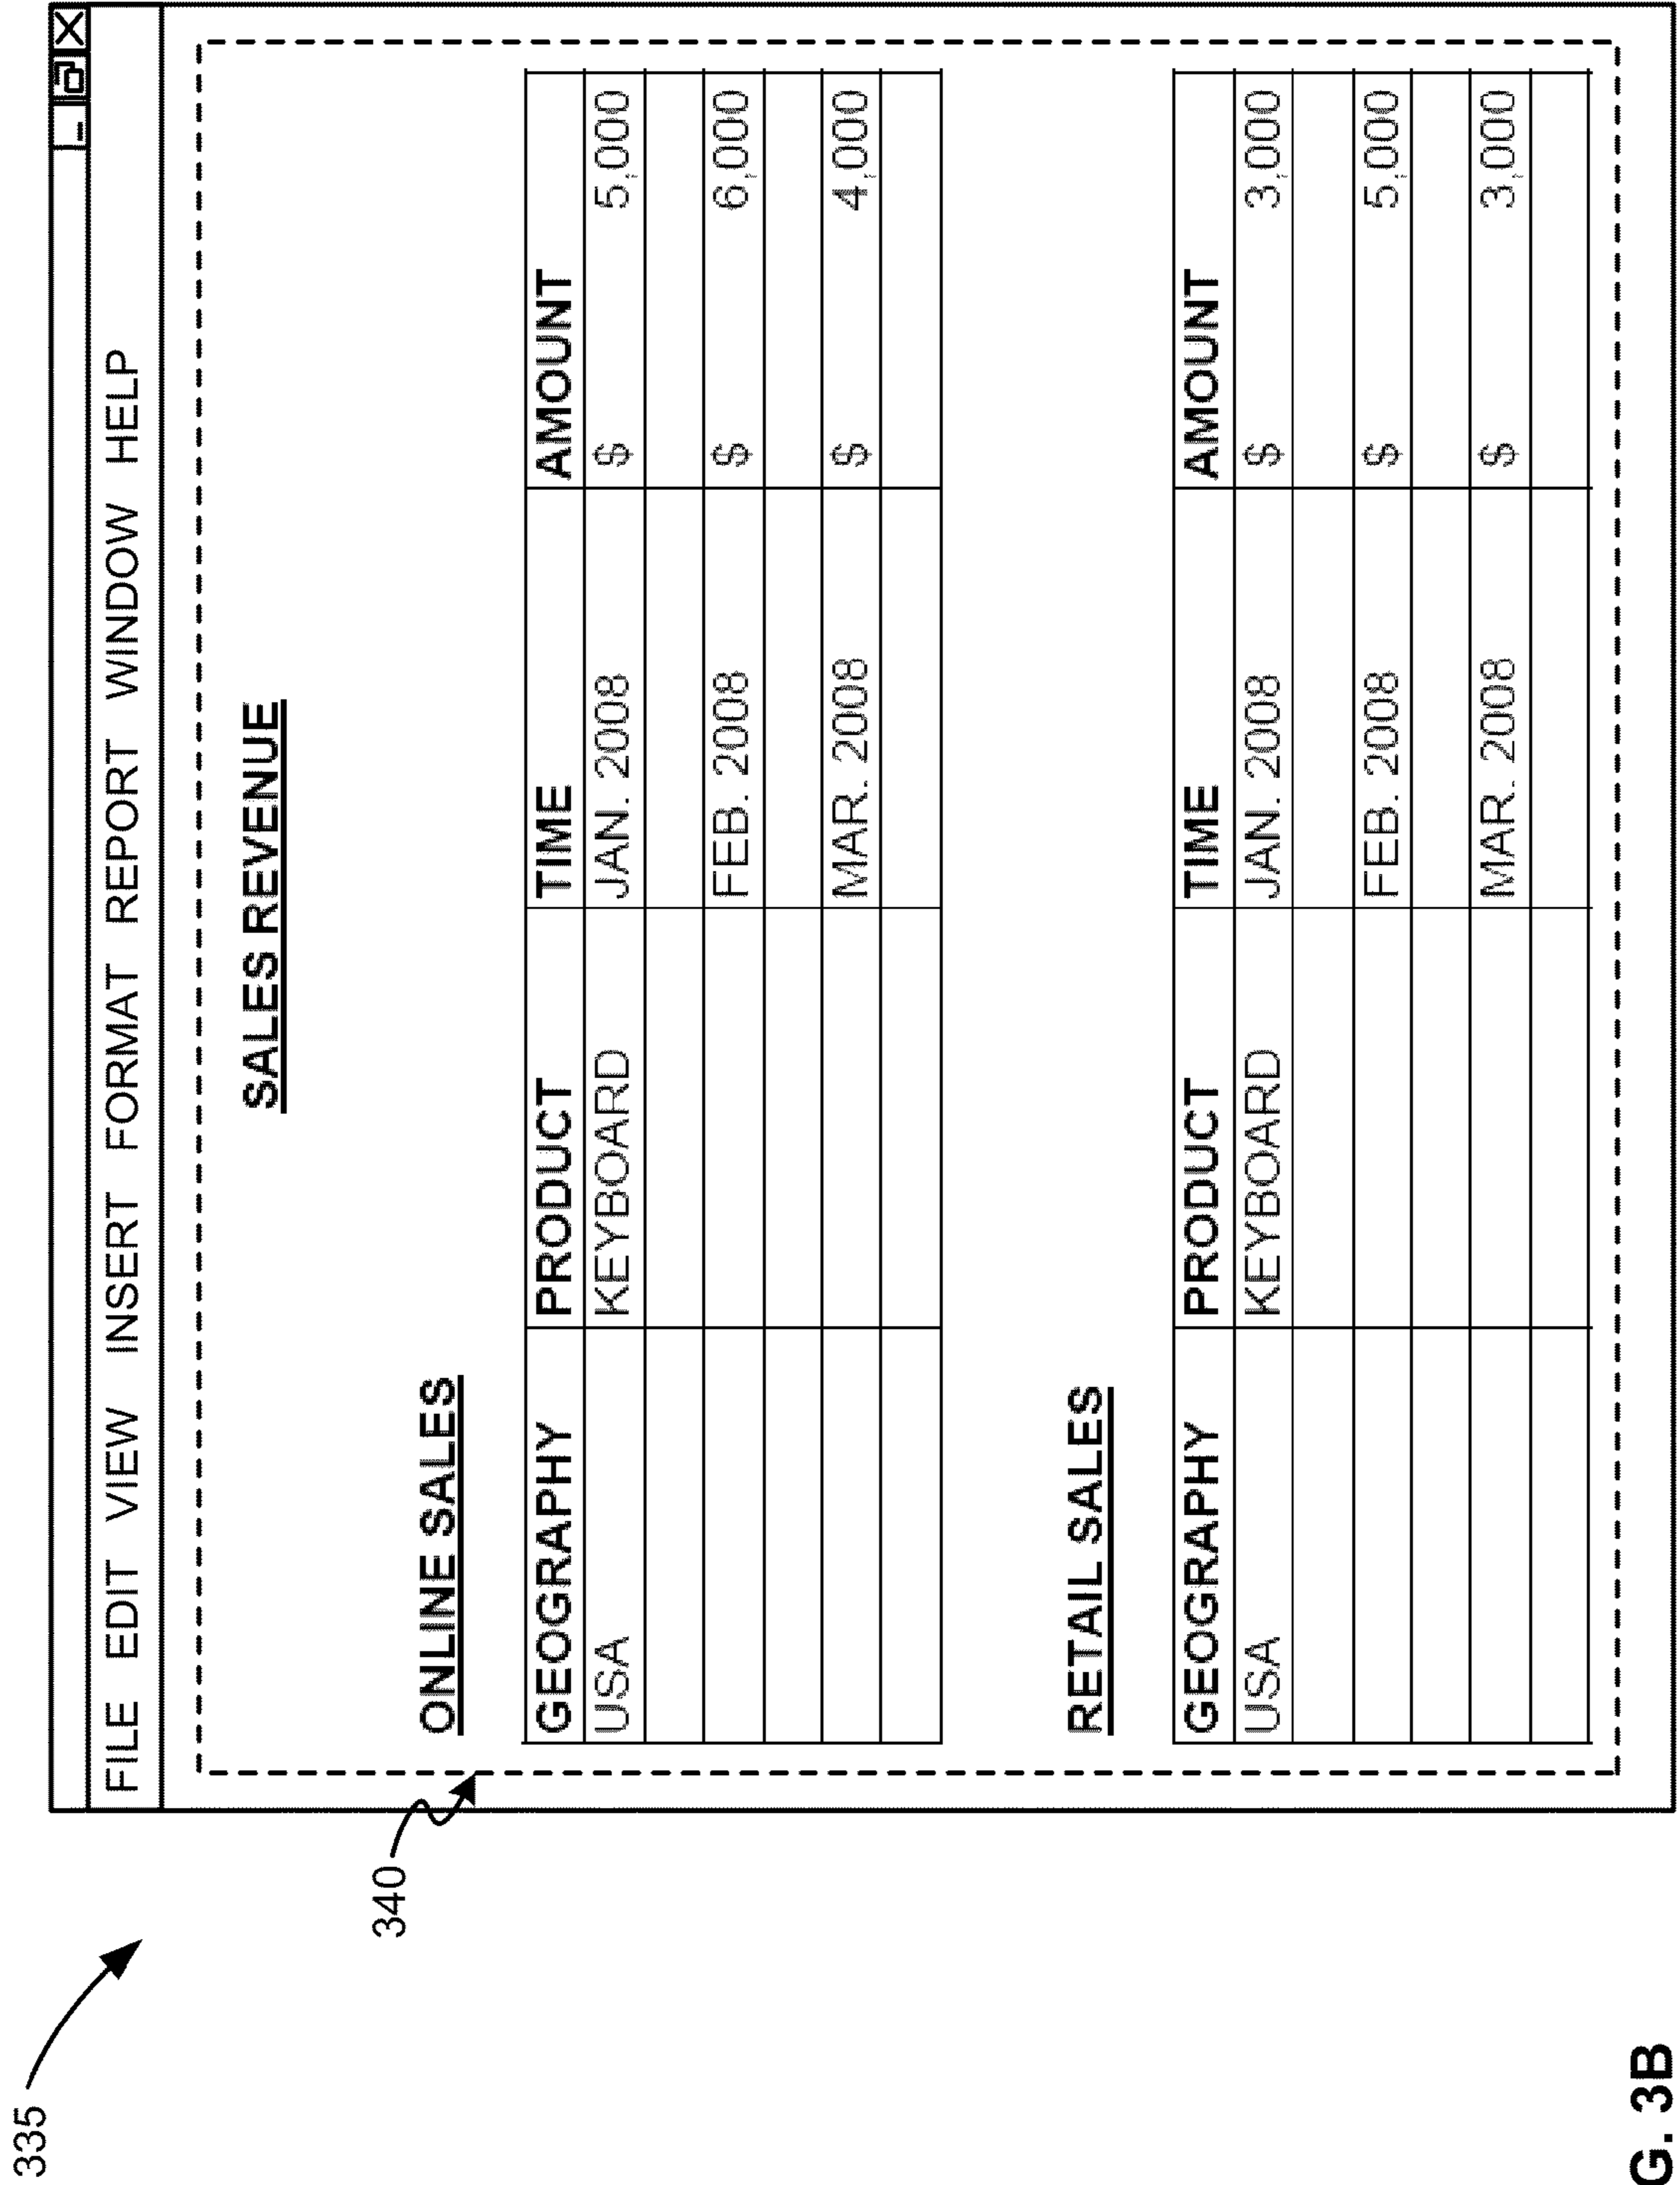 335
FILE EDIT VIEW INSERT FORMAT REPORT WINDOW HELP
340
SALES REVENUE
ONLINE SALES
GEOGRAPHY PRODUCT TIME AMOUNT
USA KEYBOARD JAN. 2008 $ 5,000
FEB. 2008 $ 6,000
MAR. 2008 $ 4,000
RETAIL SALES
GEOGRAPHY PRODUCT TIME AMOUNT
USA KEYBOARD JAN. 2008 $ 3,000
FEB. 2008 $ 5,000
MAR. 2008 $ 3,000
G. 3B